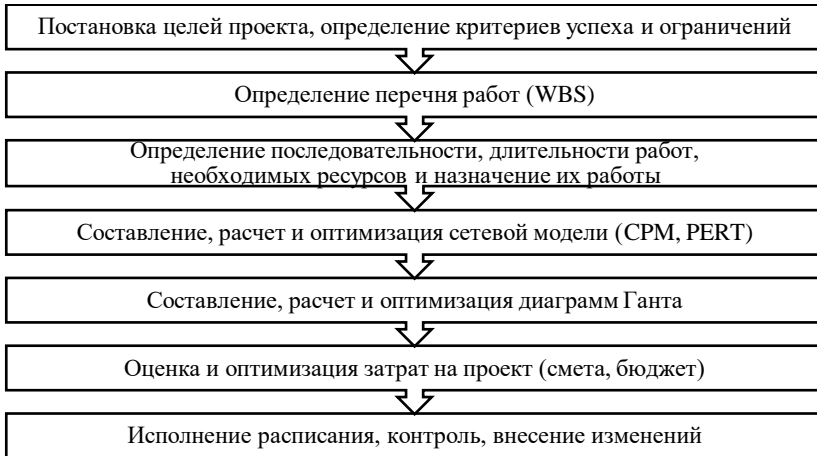 Постановка целей проекта, определение критериев успеха и ограничений
Определение перечня работ (WBS)
Определение последовательности, длительности работ,
необходимых ресурсов и назначение их работы
Составление, расчет и оптимизация сетевой модели (CPM, PERT)
Составление, расчет и оптимизация диаграмм Ганта
Оценка и оптимизация затрат на проект (смета, бюджет)
Исполнение расписания, контроль, внесение изменений